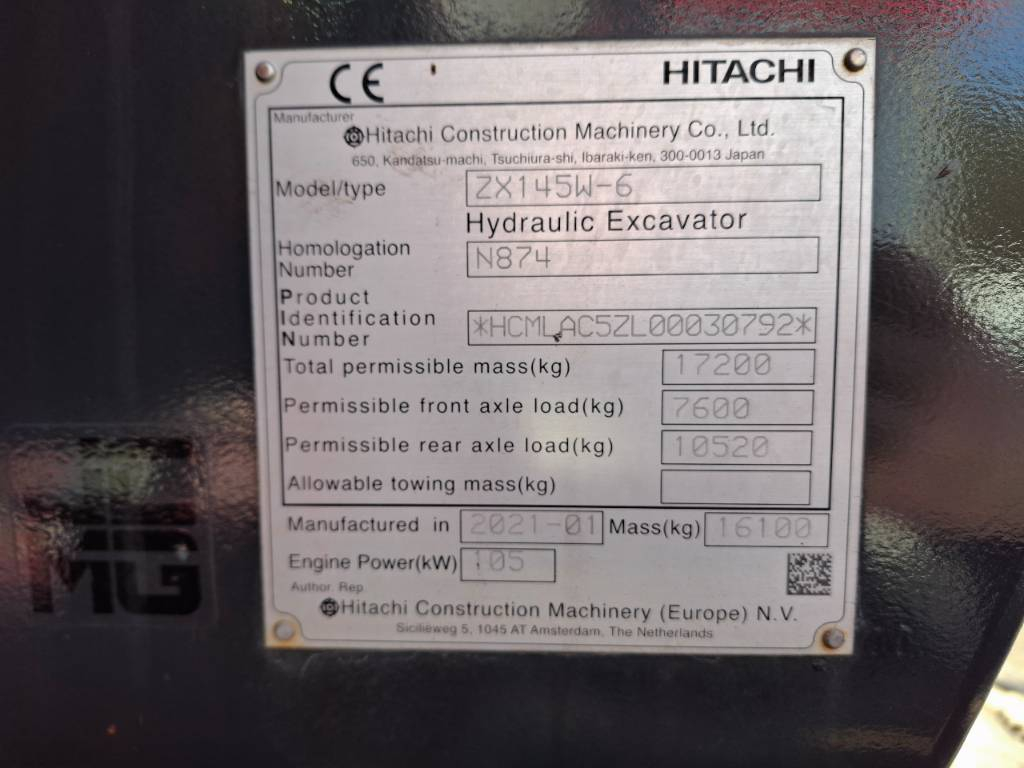 CE HITACHI
Manufacturer
Hitachi Construction Machinery Co., Ltd.
650, Kandatsu-machi, Tsuchiura-shi, Ibaraki-ken, 300-0013 Japan
Model/type ZX145W-6
Hydraulic Excavator
Homologation
Number N874
Product
Identification
Number *HCMLAC5ZL00030792*
Total permissible mass(kg) 17200
Permissible front axle load(kg) 7600
Permissible rear axle load(kg) 10520
Allowable towing mass(kg)
Manufactured in 2021-01 Mass(kg) 16100
Engine Power(kW) 105
Author. Rep.
Hitachi Construction Machinery (Europe) N.V.
Sicilieweg 5, 1045 AT Amsterdam, The Netherlands